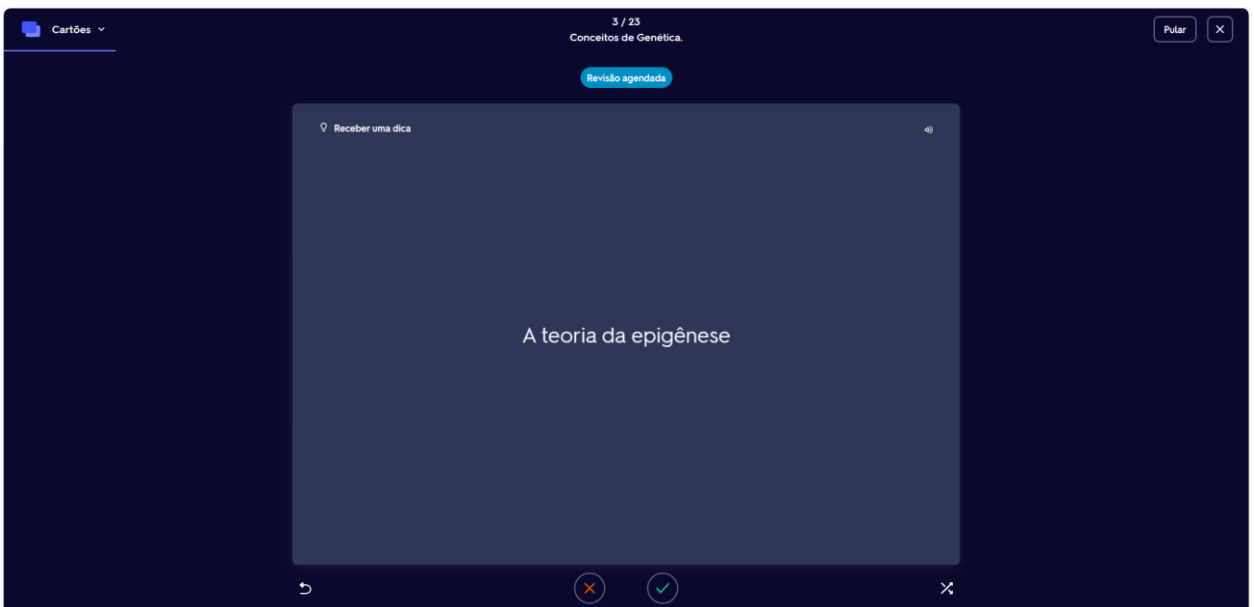 Cartões
3 / 23
Conceitos de Genética.
Pular
Revisão agendada
Receber uma dica
A teoria da epigênese